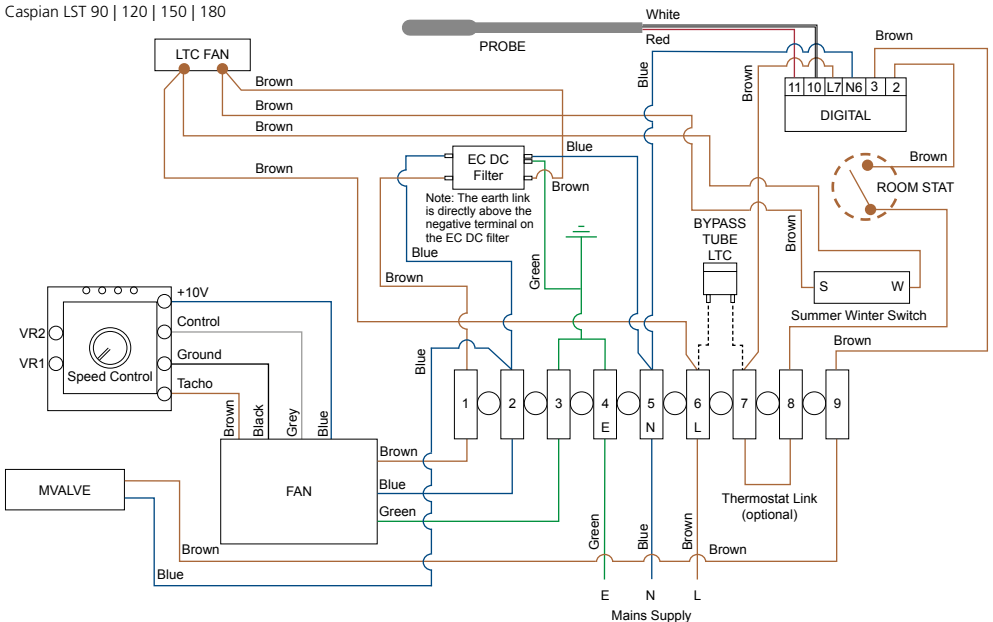 Caspian LST 90 | 120 | 150 | 180
White
PROBE
Red
Brown
LTC FAN
Blue
Brown
Brown
Brown
Brown
Brown
11 10 L7 N6 3 2
DIGITAL
EC DC
Filter
Blue
Brown
Brown
ROOM STAT
Note: The earth link
is directly above the
negative terminal on
the EC DC filter
BYPASS
TUBE
LTC
Brown
Blue
Green
Brown
S W
Summer Winter Switch
+10V
VR2
Control
VR1
Ground
Speed Control
Tacho
Blue
Brown
1 2 3 4 5 6 7 8 9
E N L
Brown
Black
Grey
Blue
Brown
MVALVE
FAN
Blue
Green
Thermostat Link
(optional)
Green
Blue
Brown
Brown
Brown
Blue
E N L
Mains Supply